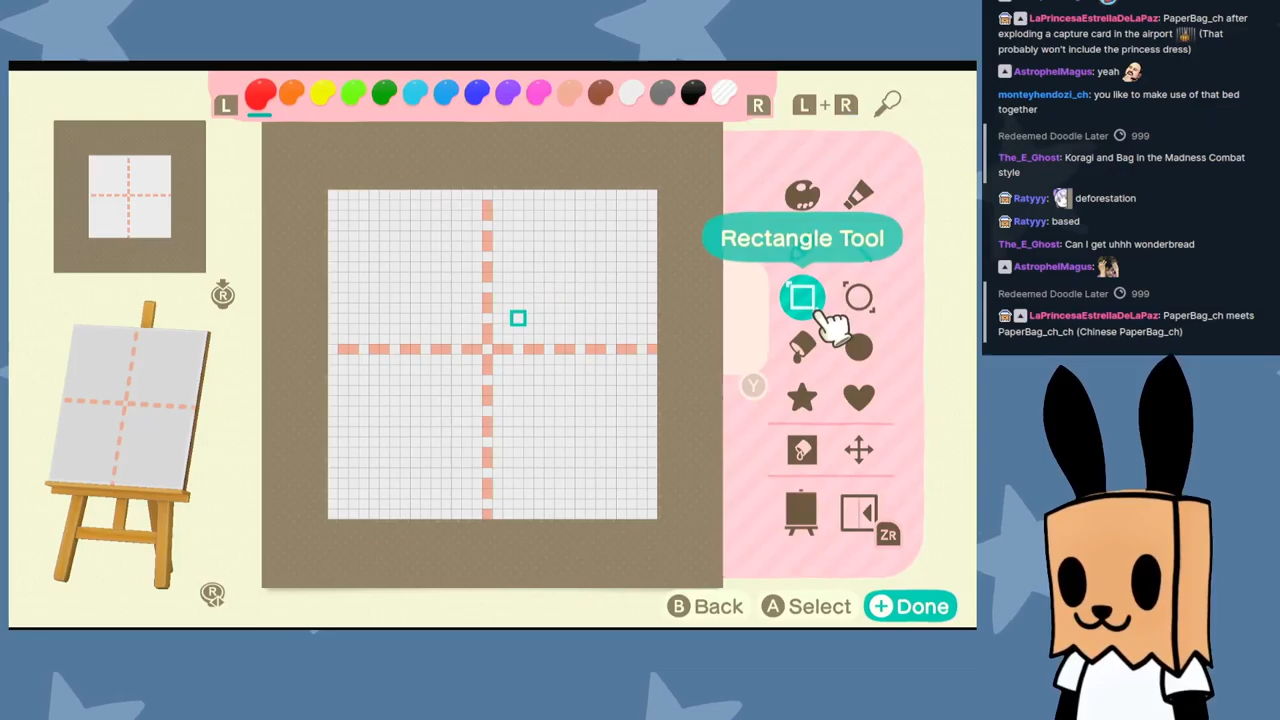 L
R
L + R
Rectangle Tool
Y
ZR
R
R
B Back
A Select
+ Done
LaPrincesaEstrellaDeLaPaz: PaperBag_ch after
exploding a capture card in the airport (That
probably won't include the princess dress)
AstrophelMagus: yeah
monteyhendozi_ch: you like to make use of that bed
together
Redeemed Doodle Later 999
The_E_Ghost: Koragi and Bag in the Madness Combat
style
Ratyyy: deforestation
Ratyyy: based
The_E_Ghost: Can I get uhhh wonderbread
AstrophelMagus:
Redeemed Doodle Later 999
LaPrincesaEstrellaDeLaPaz: PaperBag_ch meets
PaperBag_ch_ch (Chinese PaperBag_ch)